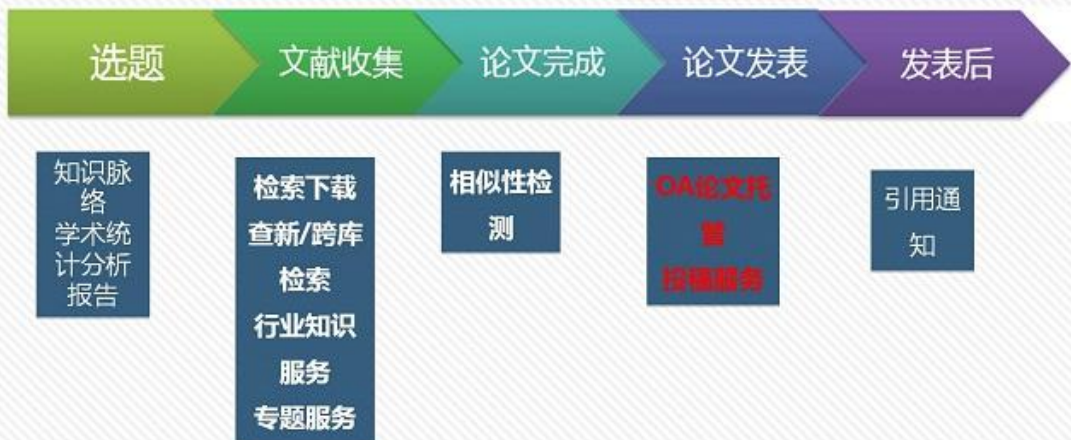 选题
文献收集
论文完成
论文发表
发表后
知识脉
络
学术统
计分析
报告
检索下载
查新/跨库
检索
行业知识
服务
专题服务
相似性检
测
OA论文托
管
投稿服务
引用通
知